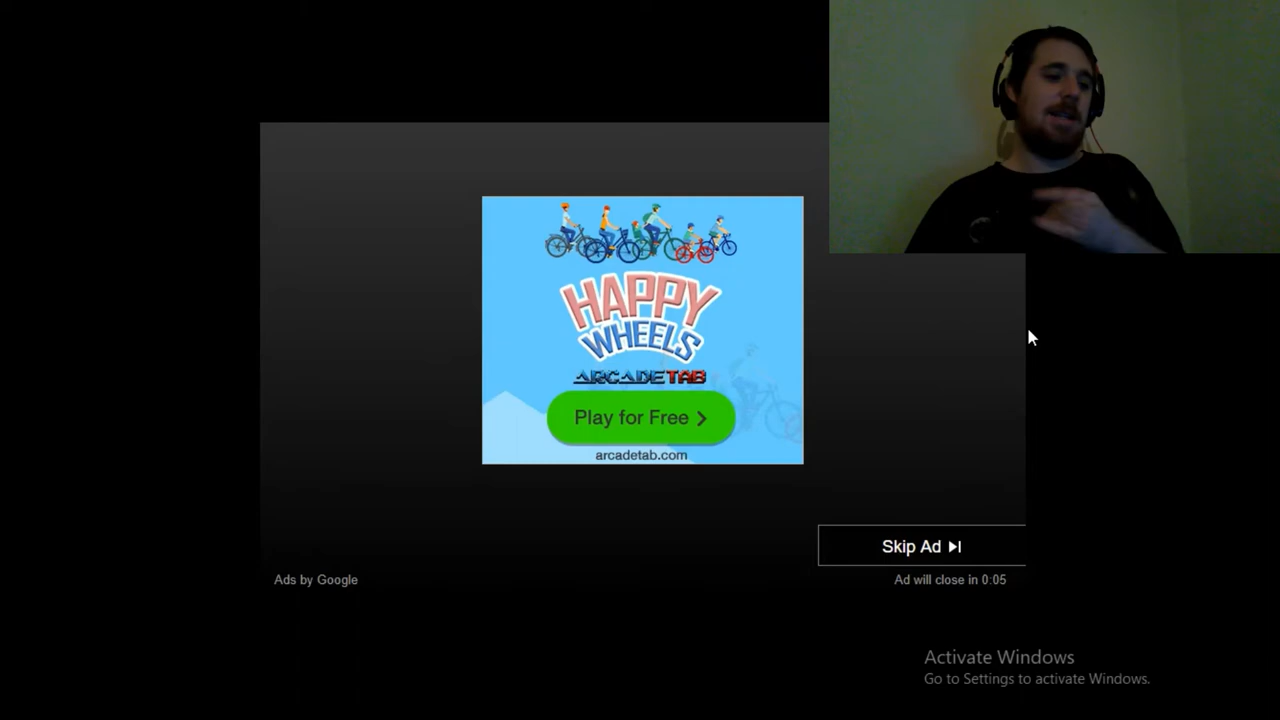 HAPPY
WHEELS
ARCADETAB
Play for Free >
arcadetab.com
Skip Ad
Ads by Google
Ad will close in 0:05
Activate Windows
Go to Settings to activate Windows.